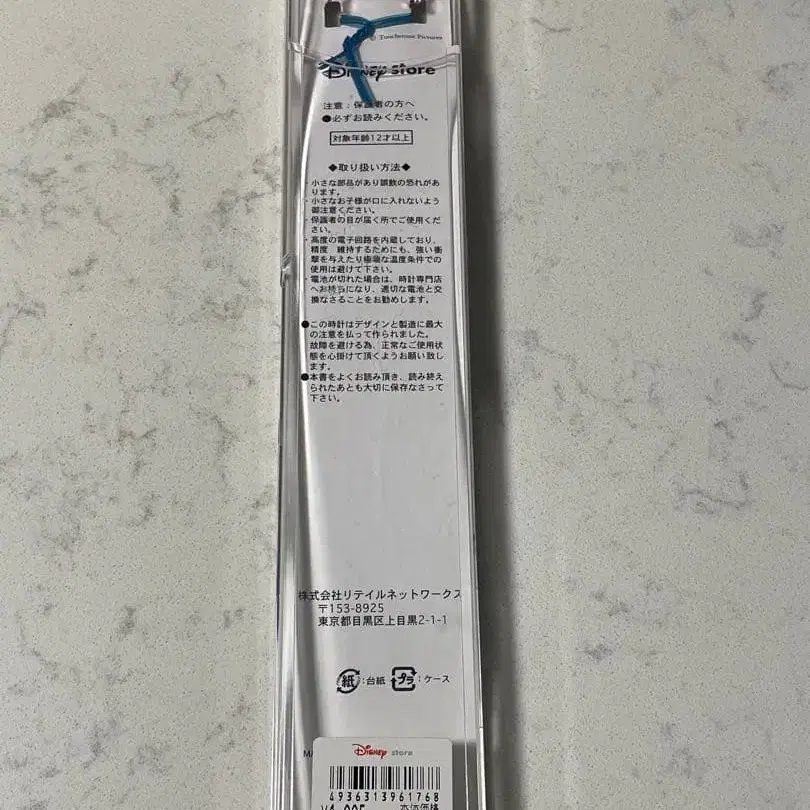 © Touchstone Pictures
Disney store
注意：保護者の方へ
●必ずお読みください。
対象年齢12才以上
◆取り扱い方法◆
・小さな部品があり誤飲の恐れがあ
ります。
・小さなお子様が口に入れないよう
御注意ください。
・保護者の目が届く所でご使用くだ
さい。
・高度の電子回路を内蔵しており、
精度 維持するためにも、強い衝
撃を与えたり極端な温度条件での
使用は避けて下さい。
・電池が切れた場合は、時計専門店
へお持ちになり、適切な電池と交
換なさることをお勧めします。
●この時計はデザインと製造に最大
の注意を払って作られました。
故障を避ける為、正常なご使用状
態を心掛けて頂くようお願い致し
ます。
●本書をよくお読み頂き、読み終え
られたあとも大切に保存なさって
下さい。
株式会社リテイルネットワークス
〒153-8925
東京都目黒区上目黒2-1-1
紙：台紙 プラ：ケース
Disney store
4936313961768
本体価格